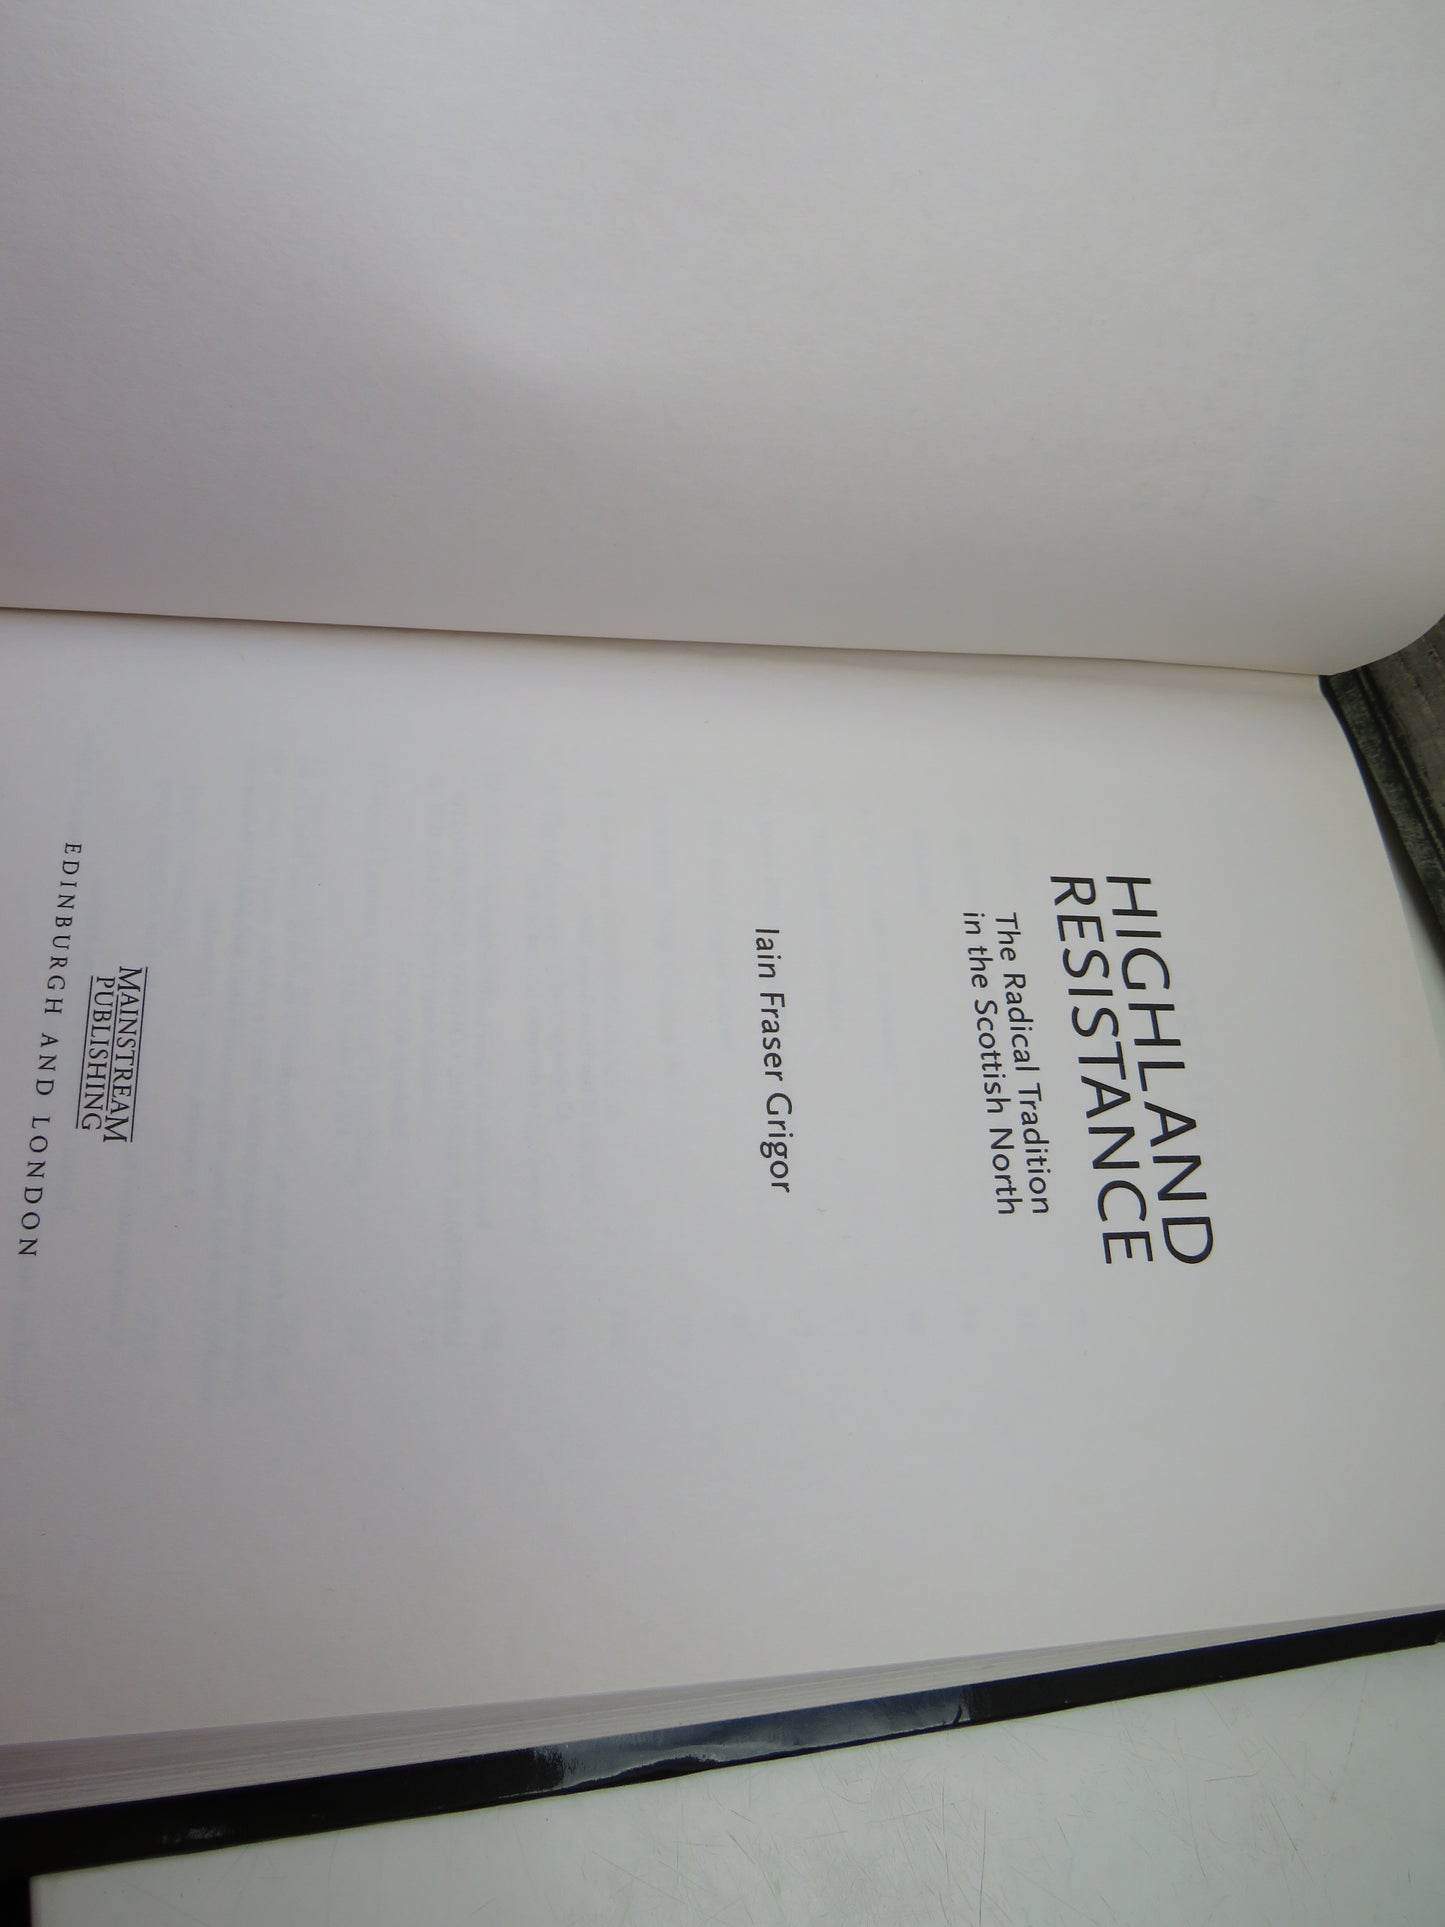 HIGHLAND
RESISTANCE
The Radical Tradition
in the Scottish North
Iain Fraser Grigor
MAINSTREAM
PUBLISHING
EDINBURGH AND LONDON